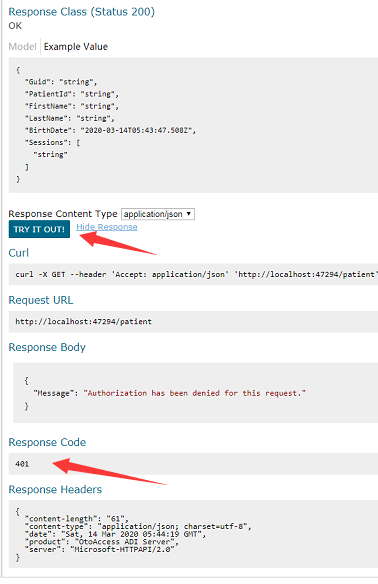 Response Class (Status 200)
OK
Model Example Value
{
"Guid": "string",
"PatientId": "string",
"FirstName": "string",
"LastName": "string",
"BirthDate": "2020-03-14T05:43:47.508Z",
"Sessions": [
"string"
]
}
Response Content Type application/json
TRY IT OUT! Hide Response
Curl
curl -X GET --header 'Accept: application/json' 'http://localhost:47294/patient'
Request URL
http://localhost:47294/patient
Response Body
{
"Message": "Authorization has been denied for this request."
}
Response Code
401
Response Headers
{
"content-length": "61",
"content-type": "application/json; charset=utf-8",
"date": "Sat, 14 Mar 2020 05:44:19 GMT",
"product": "OtoAccess ADI Server",
"server": "Microsoft-HTTPAPI/2.0"
}